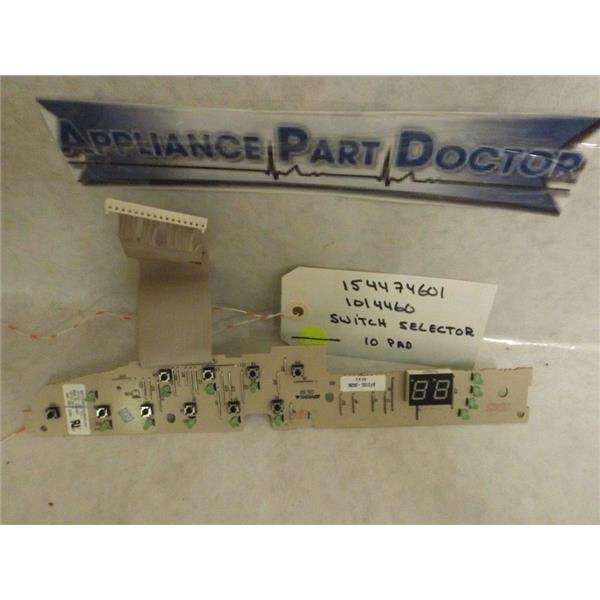 APPLIANCE PART DOCTOR
154474601
1014460
SWITCH SELECTOR
10 PAD